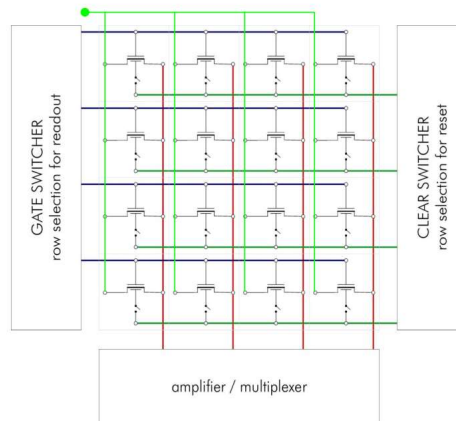 GATE SWITCHER
row selection for readout
CLEAR SWITCHER
row selection for reset
amplifier / multiplexer